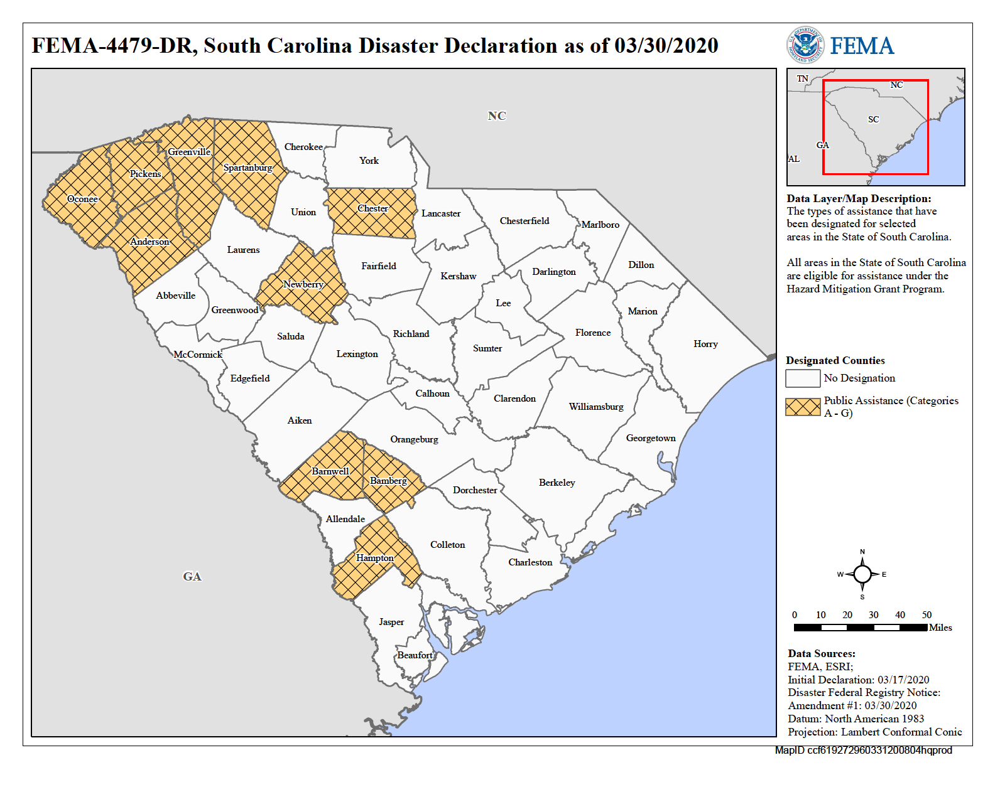 FEMA-4479-DR, South Carolina Disaster Declaration as of 03/30/2020
U.S. DEPARTMENT OF HOMELAND SECURITY
FEMA
NC
Cherokee
York
Greenville
Spartanburg
Pickens
Oconee
Union
Chester
Lancaster
Chesterfield
Marlboro
Anderson
Laurens
Dillon
Fairfield
Kershaw
Darlington
Newberry
Abbeville
Greenwood
Lee
Marion
Richland
Florence
Saluda
Horry
Sumter
Lexington
McCormick
Edgefield
Calhoun
Clarendon
Williamsburg
Aiken
Orangeburg
Georgetown
Barnwell
Bamberg
Berkeley
Dorchester
Allendale
Colleton
Hampton
Charleston
GA
Jasper
Beaufort
TN
NC
SC
GA
AL
Data Layer/Map Description:
The types of assistance that have
been designated for selected
areas in the State of South Carolina.
All areas in the State of South Carolina
are eligible for assistance under the
Hazard Mitigation Grant Program.
Designated Counties
No Designation
Public Assistance (Categories
A - G)
N
W E
S
0 10 20 30 40 50
Miles
Data Sources:
FEMA, ESRI;
Initial Declaration: 03/17/2020
Disaster Federal Registry Notice:
Amendment #1: 03/30/2020
Datum: North American 1983
Projection: Lambert Conformal Conic
MapID ccf619272960331200804hqprod